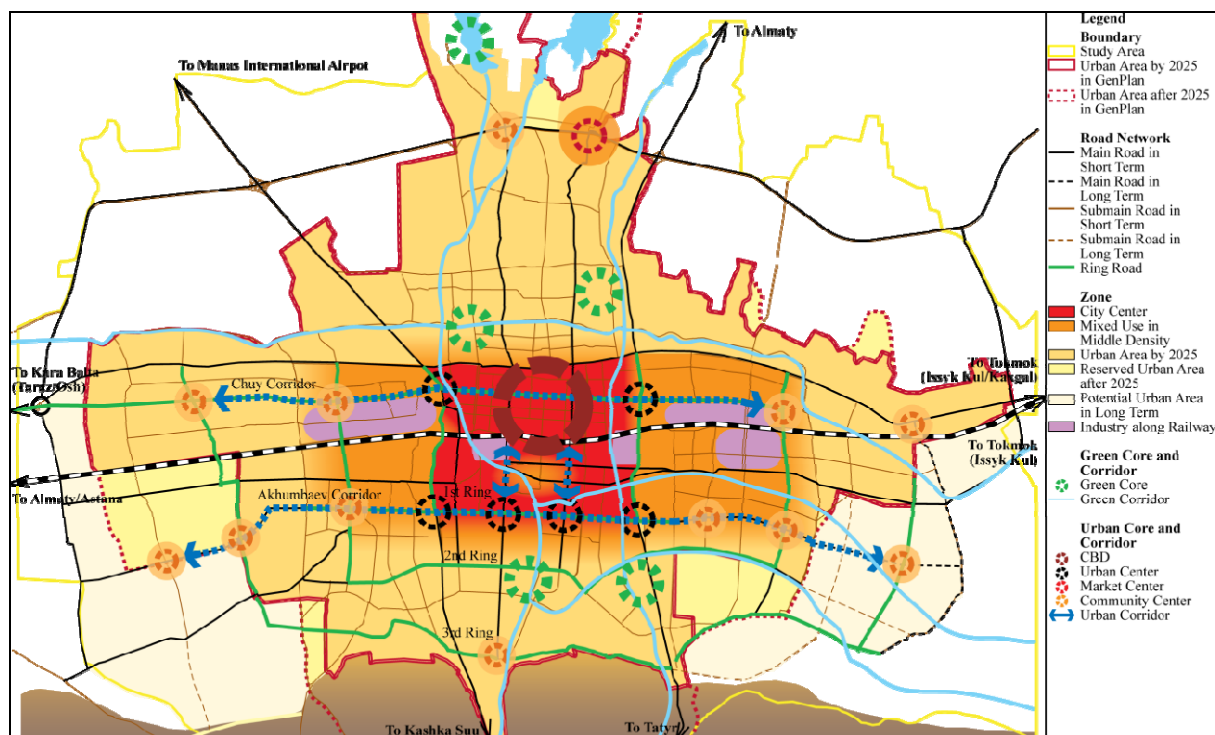 To Almaty
To Manas International Airpot
To Kara Balta
(Taraz/Osh)
Chuy Corridor
To Tokmok
(Issyk Kul/Kaxgal)
To Tokmok
(Issyk Kul)
To Almaty/Astana
Akhumbaev Corridor
1st Ring
2nd Ring
3rd Ring
To Kashka Suu
To Tatyr
Legend
Boundary
Study Area
Urban Area by 2025
in GenPlan
Urban Area after 2025
in GenPlan
Road Network
Main Road in
Short Term
Main Road in
Long Term
Submain Road in
Short Term
Submain Road in
Long Term
Ring Road
Zone
City Center
Mixed Use in
Middle Density
Urban Area by 2025
Reserved Urban Area
after 2025
Potential Urban Area
in Long Term
Industry along Railway
Green Core and
Corridor
Green Core
Green Corridor
Urban Core and
Corridor
CBD
Urban Center
Market Center
Community Center
Urban Corridor